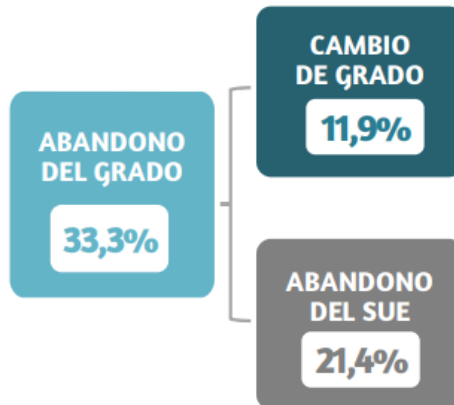 ABANDONO
DEL GRADO
33,3%
CAMBIO
DE GRADO
11,9%
ABANDONO
DEL SUE
21,4%